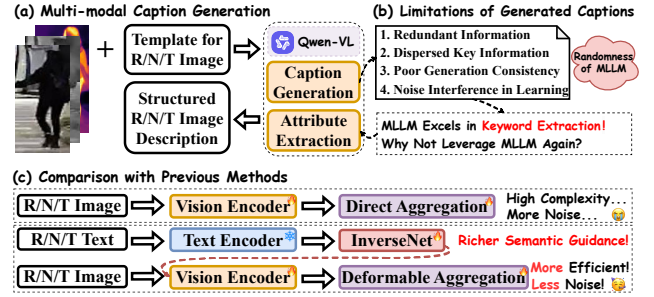 (a) Multi-modal Caption Generation
Template for
R/N/T Image
Structured
R/N/T Image
Description
Qwen-VL
Caption
Generation
Attribute
Extraction
(b) Limitations of Generated Captions
1. Redundant Information
2. Dispersed Key Information
3. Poor Generation Consistency
4. Noise Interference in Learning
Randomness
of MLLM
MLLM Excels in Keyword Extraction!
Why Not Leverage MLLM Again?
(c) Comparison with Previous Methods
R/N/T Image Vision Encoder Direct Aggregation High Complexity...
More Noise...
R/N/T Text Text Encoder InverseNet Richer Semantic Guidance!
R/N/T Image Vision Encoder Deformable Aggregation More Efficient!
Less Noise!